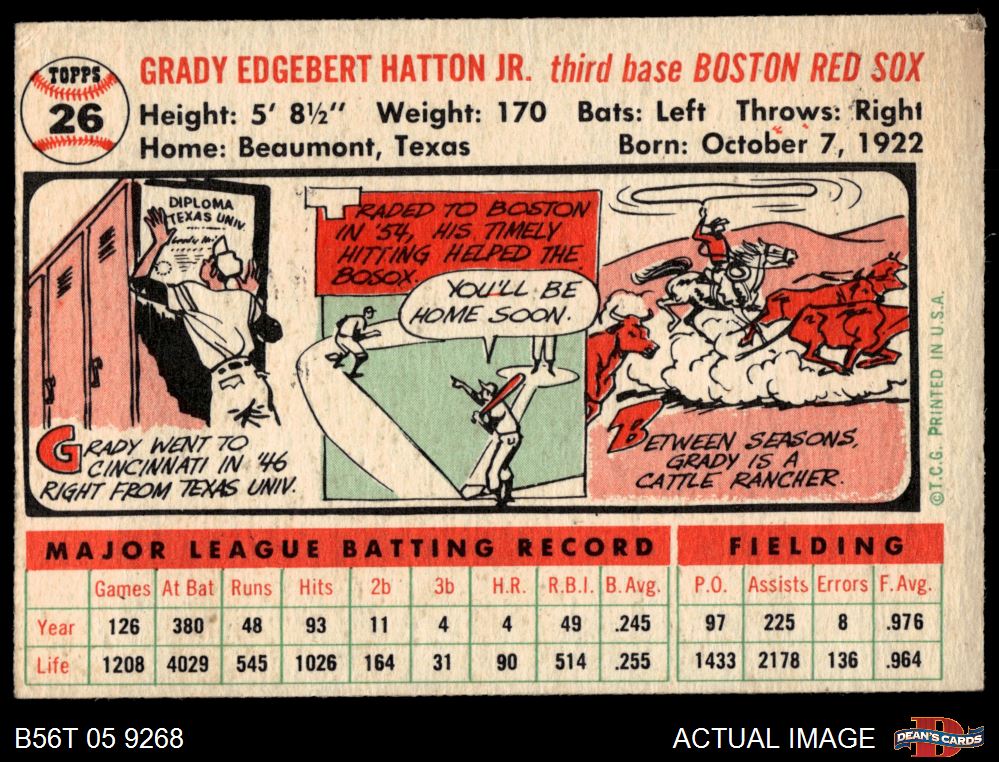 TOPPS
26
GRADY EDGEBERT HATTON JR. third base BOSTON RED SOX
Height: 5' 8½" Weight: 170 Bats: Left Throws: Right
Home: Beaumont, Texas Born: October 7, 1922
DIPLOMA
TEXAS UNIV.
GRADY WENT TO
CINCINNATI IN '46
RIGHT FROM TEXAS UNIV.
TRADED TO BOSTON
IN '54, HIS TIMELY
HITTING HELPED THE
BOSOX.
YOU'LL BE
HOME SOON.
BETWEEN SEASONS,
GRADY IS A
CATTLE RANCHER.
©T.C.G. PRINTED IN U.S.A.
MAJOR LEAGUE BATTING RECORD FIELDING
Games At Bat Runs Hits 2b 3b H.R. R.B.I. B. Avg. P.O. Assists Errors F. Avg.
Year 126 380 48 93 11 4 4 49 .245 97 225 8 .976
Life 1208 4029 545 1026 164 31 90 514 .255 1433 2178 136 .964
B56T 05 9268 ACTUAL IMAGE
DEAN'S CARDS